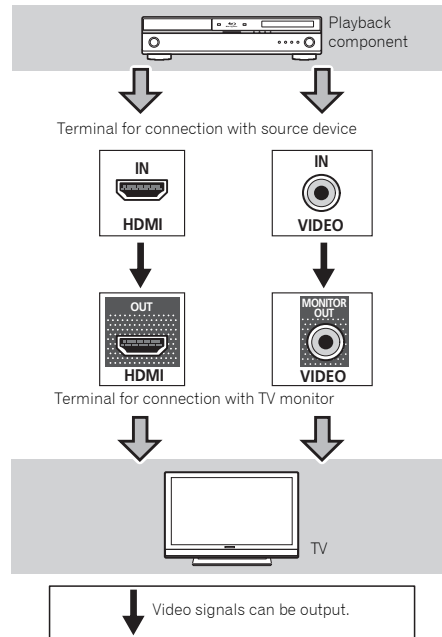 Playback
component
Terminal for connection with source device
IN
HDMI
IN
VIDEO
OUT
HDMI
MONITOR
OUT
VIDEO
Terminal for connection with TV monitor
TV
Video signals can be output.